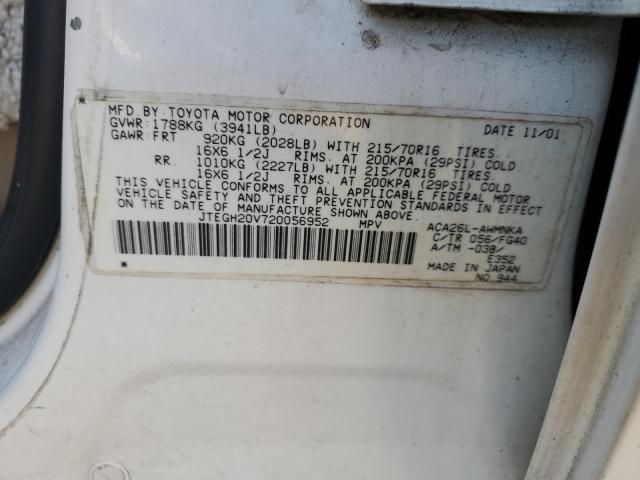 MFD.BY:TOYOTA MOTOR CORPORATION DATE 11/01
GVWR:1788KG (3941LB)
GAWR:FRT 920KG (2028LB) WITH 215/70R16 TIRES
16X6 1/2J RIMS. AT 200KPA (29PSI) COLD
RR. 1010KG (2227LB) WITH 215/70R16 TIRES
16X6 1/2J RIMS. AT 200KPA (29PSI) COLD
THIS VEHICLE CONFORMS TO ALL APPLICABLE FEDERAL MOTOR
VEHICLE SAFETY AND THEFT PREVENTION STANDARDS IN EFFECT
ON THE DATE OF MANUFACTURE SHOWN ABOVE.
JTEGH20V720056952 MPV ACA26L-AWMNKA
C/TR 056/FG40
A/TM -03B/
E352
MADE IN JAPAN
NO 944